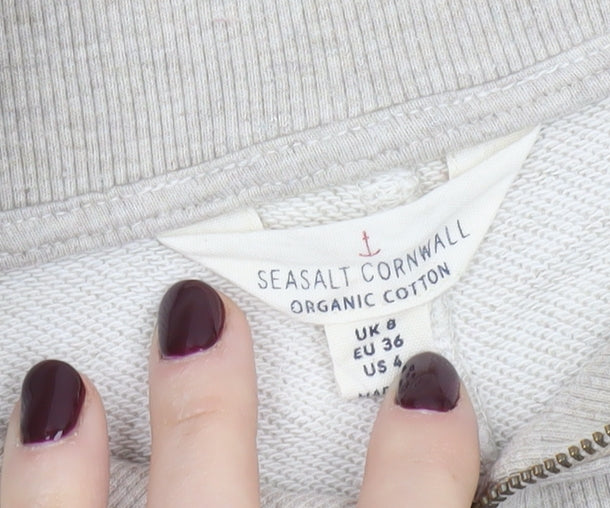 SEASALT CORNWALL
ORGANIC COTTON
UK 8
EU 36
US 4